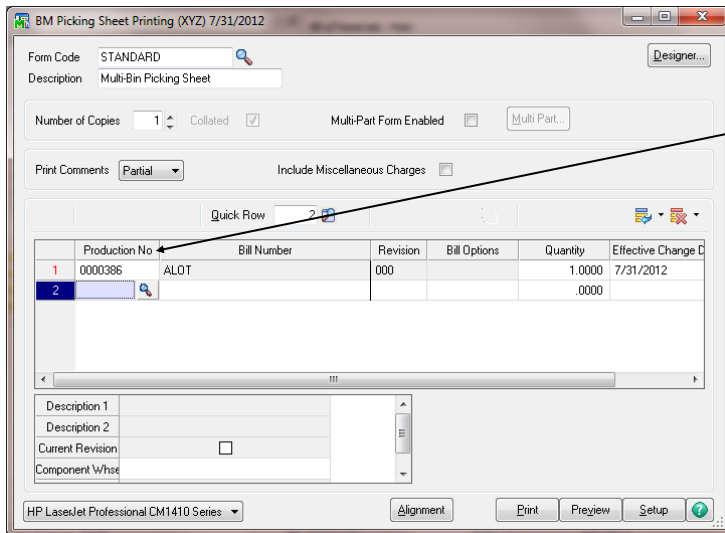 BM Picking Sheet Printing (XYZ) 7/31/2012
Form Code STANDARD Designer...
Description Multi-Bin Picking Sheet
Number of Copies 1 Collated Multi-Part Form Enabled Multi Part...
Print Comments Partial Include Miscellaneous Charges
Quick Row 2
Production No Bill Number Revision Bill Options Quantity Effective Change D
1 0000386 ALOT 000 1.0000 7/31/2012
2 .0000
Description 1
Description 2
Current Revision
Component Whse
HP LaserJet Professional CM1410 Series Alignment Print Preview Setup